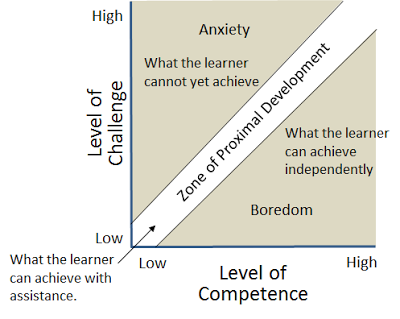 High
Anxiety
What the learner
cannot yet achieve
Level of
Challenge
Zone of Proximal Development
What the learner
can achieve
independently
Boredom
Low
What the learner
can achieve with
assistance.
Low
High
Level of
Competence